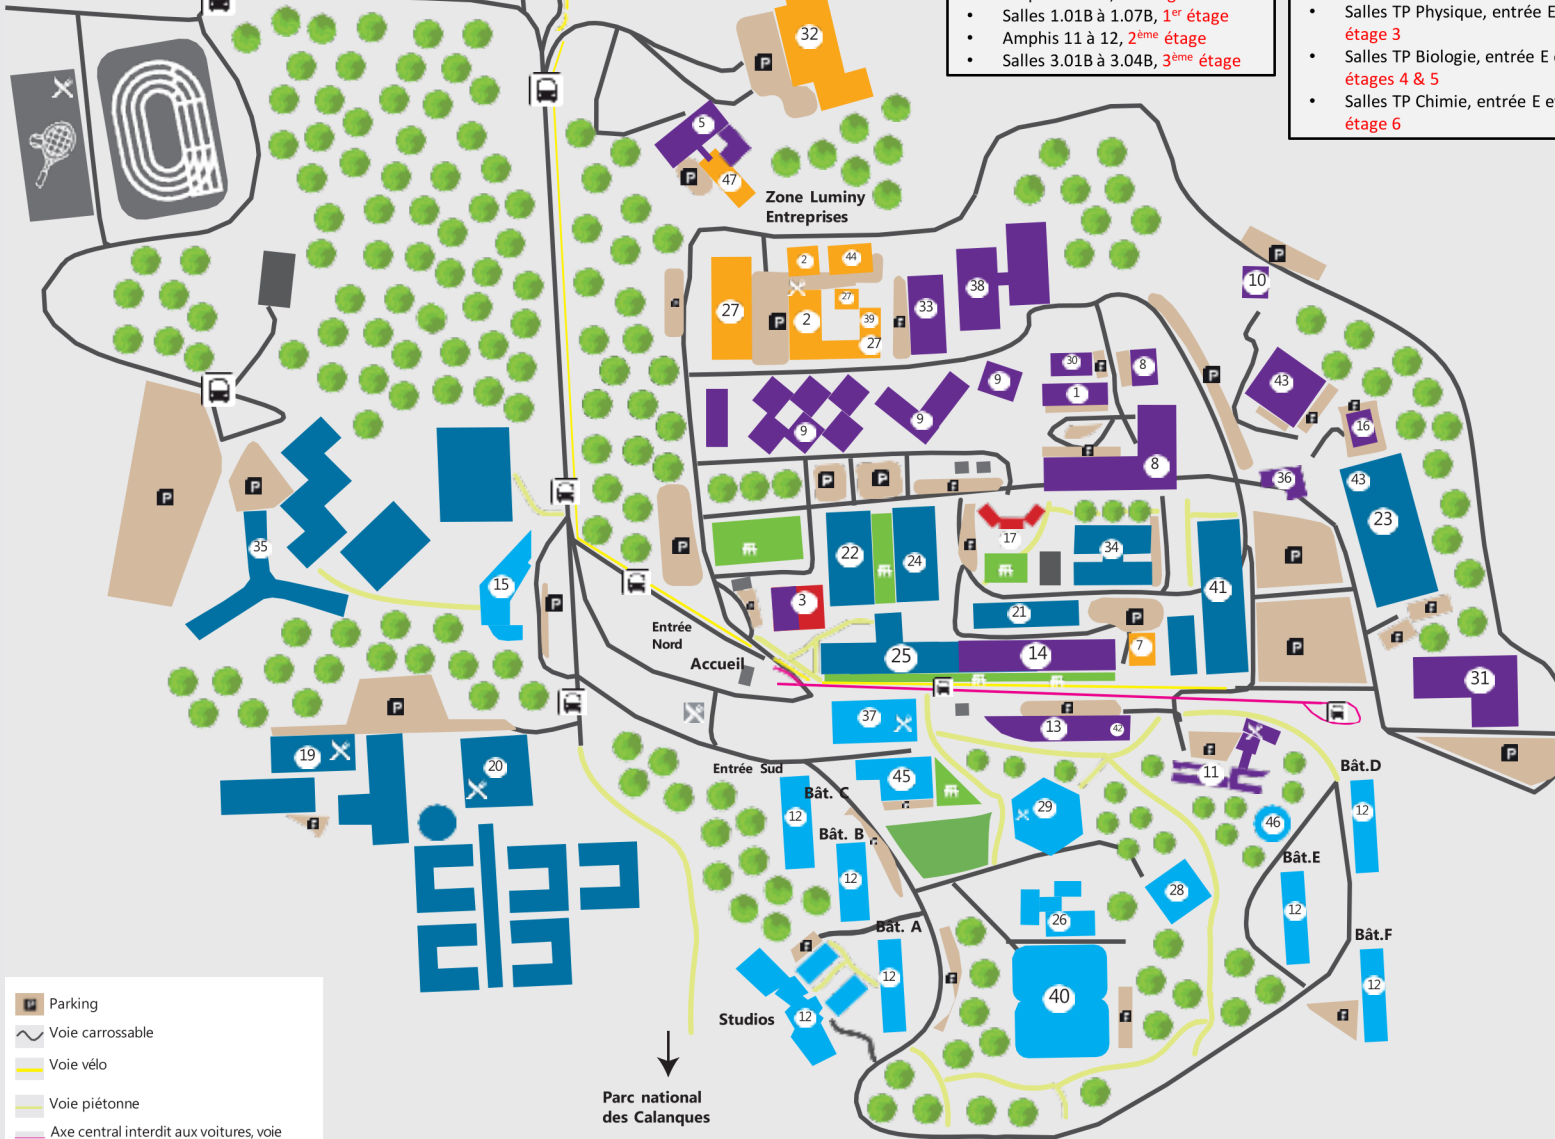 • Salles 1.01B à 1.07B, 1er étage
• Amphis 11 à 12, 2ème étage
• Salles 3.01B à 3.04B, 3ème étage
• Salles TP Physique, entrée E
étage 3
• Salles TP Biologie, entrée E
étages 4 & 5
• Salles TP Chimie, entrée E
étage 6
32
P
5
P
47
Zone Luminy
Entreprises
P
10
2
44
27
P
2
27
39
27
P
33
38
P
30
P
8
1
9
9
9
P
43
P
P
16
P
8
36
43
23
P
P
P
P
P
35
15
P
P
22
24
P
17
34
41
P
P
3
21
P
P
P
P
Entrée
Nord
Accueil
25
14
7
31
P
19
20
P
37
P
13
42
P
11
P
Entrée Sud
45
P
Bât. C
12
Bât. B
12
P
29
46
Bât.D
12
Bât.E
12
28
26
Bât. A
12
P
P
40
P
Bât.F
12
P
Studios
12
Parc national
des Calanques
P Parking
Voie carrossable
Voie vélo
Voie piétonne
Axe central interdit aux voitures, voie